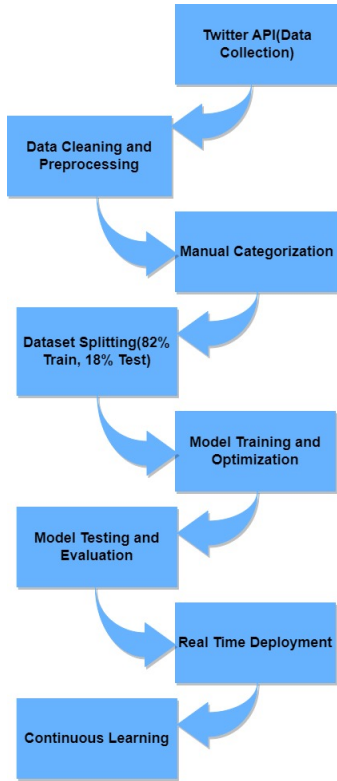 Twitter API(Data
Collection)
Data Cleaning and
Preprocessing
Manual Categorization
Dataset Splitting(82%
Train, 18% Test)
Model Training and
Optimization
Model Testing and
Evaluation
Real Time Deployment
Continuous Learning